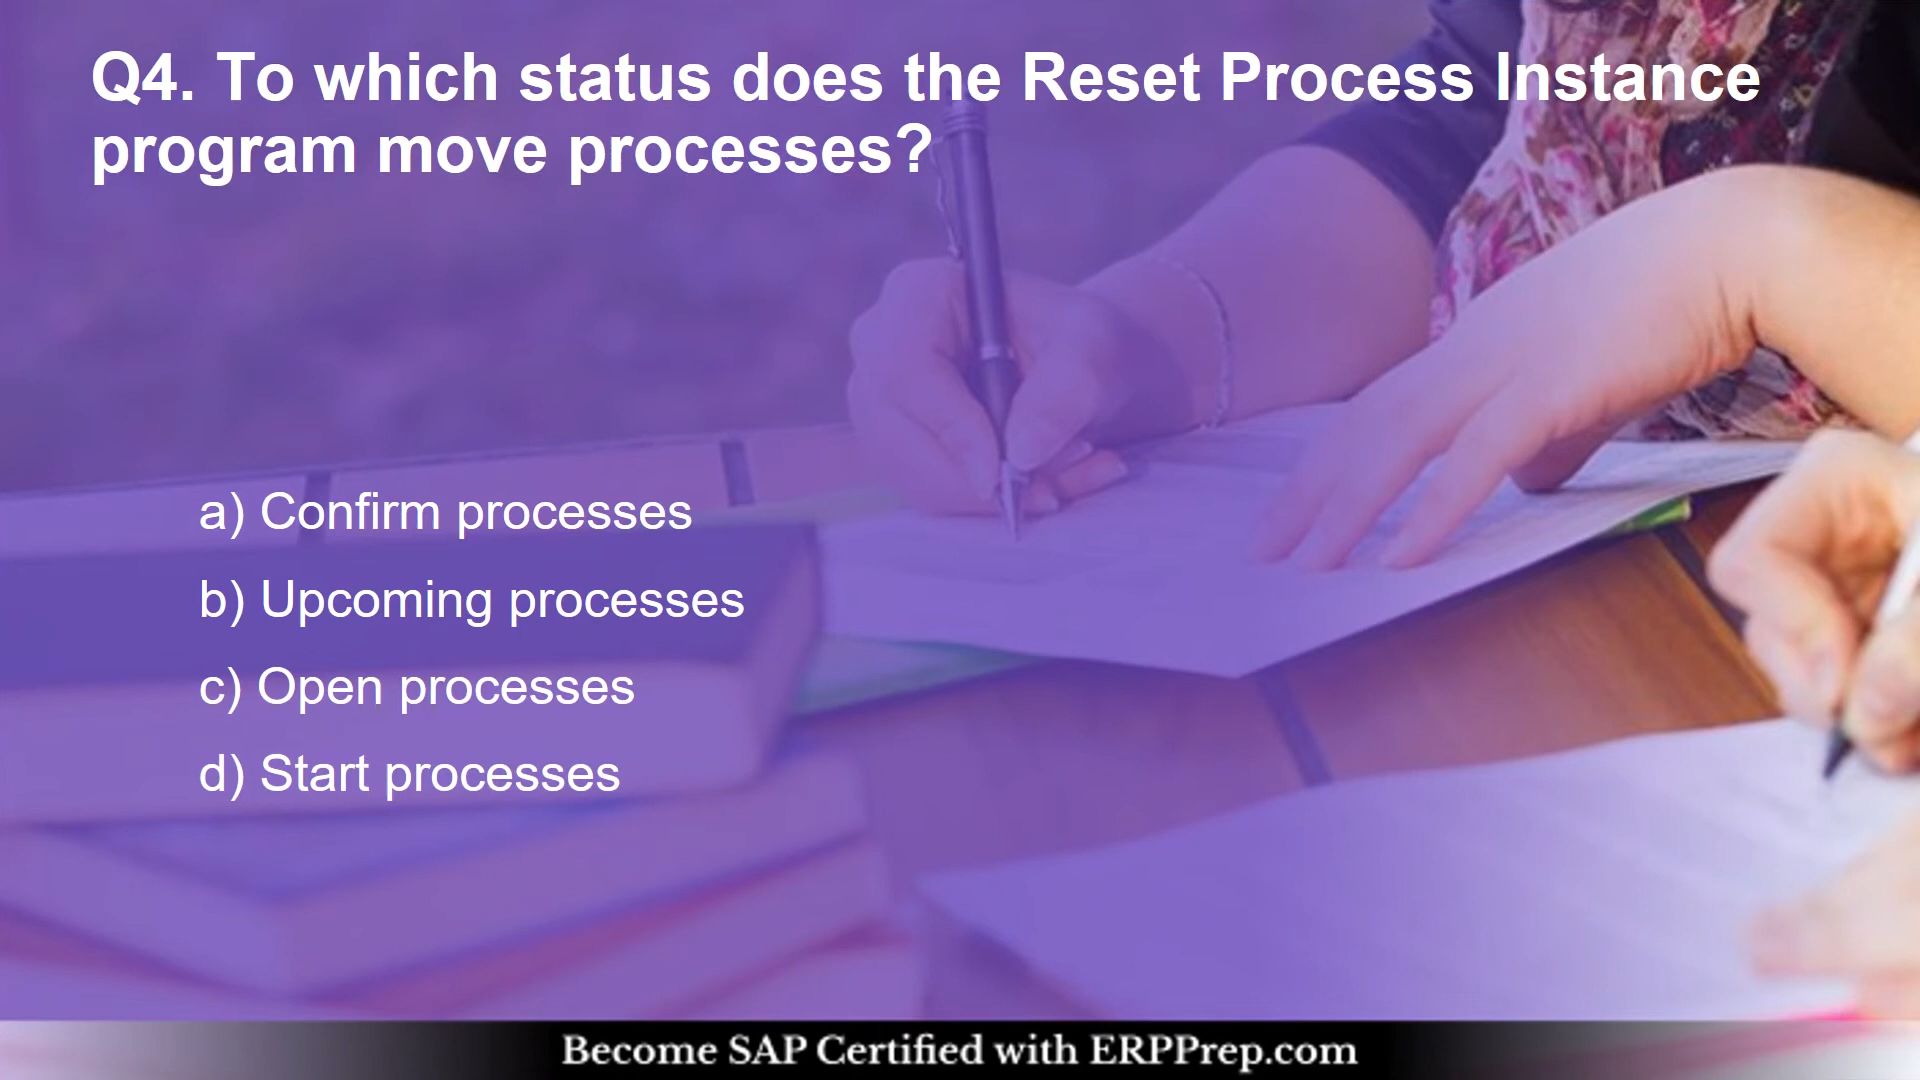 Q4. To which status does the Reset Process Instance
program move processes?
a) Confirm processes
b) Upcoming processes
c) Open processes
d) Start processes
Become SAP Certified with ERPPrep.com